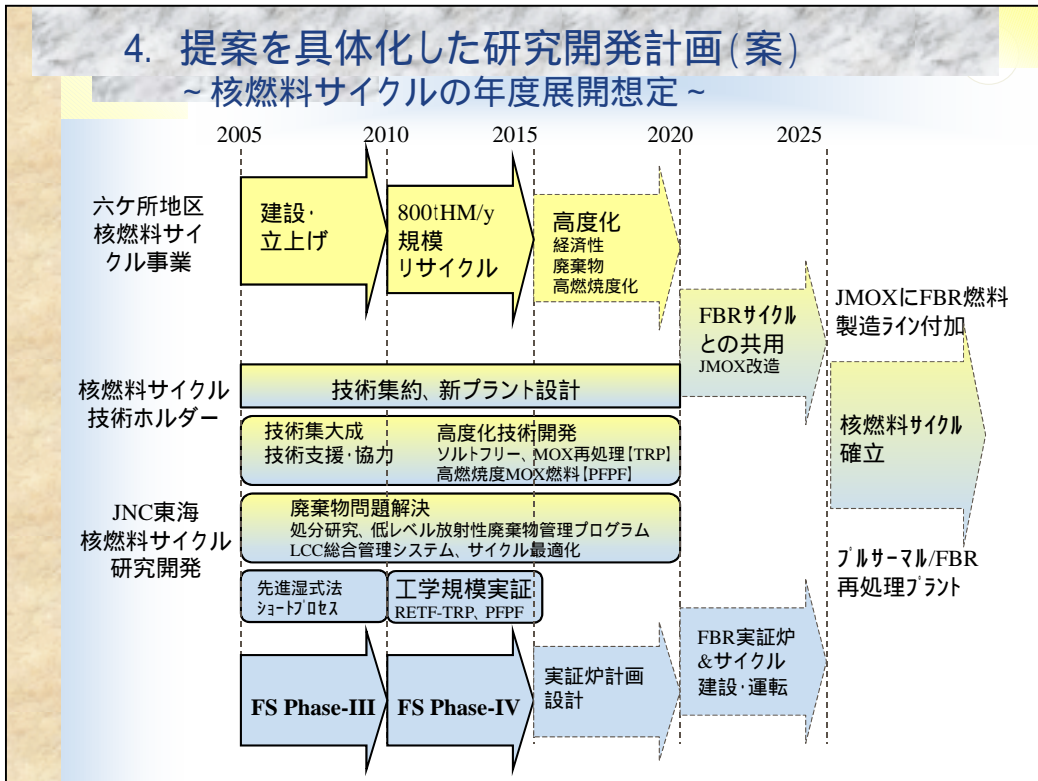 4. 提案を具体化した研究開発計画(案)
~核燃料サイクルの年度展開想定~
2005 2010 2015 2020 2025
六ケ所地区
核燃料サイ
クル事業
建設・
立上げ
800tHM/y
規模
リサイクル
高度化
経済性
廃棄物
高燃焼度化
FBRサイクル
との共用
JMOX改造
JMOXにFBR燃料
製造ライン付加
核燃料サイクル
技術ホルダー
技術集約、新プラント設計
技術集大成
技術支援・協力
高度化技術開発
ソルトフリー、MOX再処理【TRP】
高燃焼度MOX燃料【PFPF】
核燃料サイクル
確立
JNC東海
核燃料サイクル
研究開発
廃棄物問題解決
処分研究、低レベル放射性廃棄物管理プログラム
LCC総合管理システム、サイクル最適化
先進湿式法
ショートプロセス
工学規模実証
RETF-TRP、PFPF
プルサーマル/FBR
再処理プラント
FS Phase-III
FS Phase-IV
実証炉計画
設計
FBR実証炉
&サイクル
建設・運転